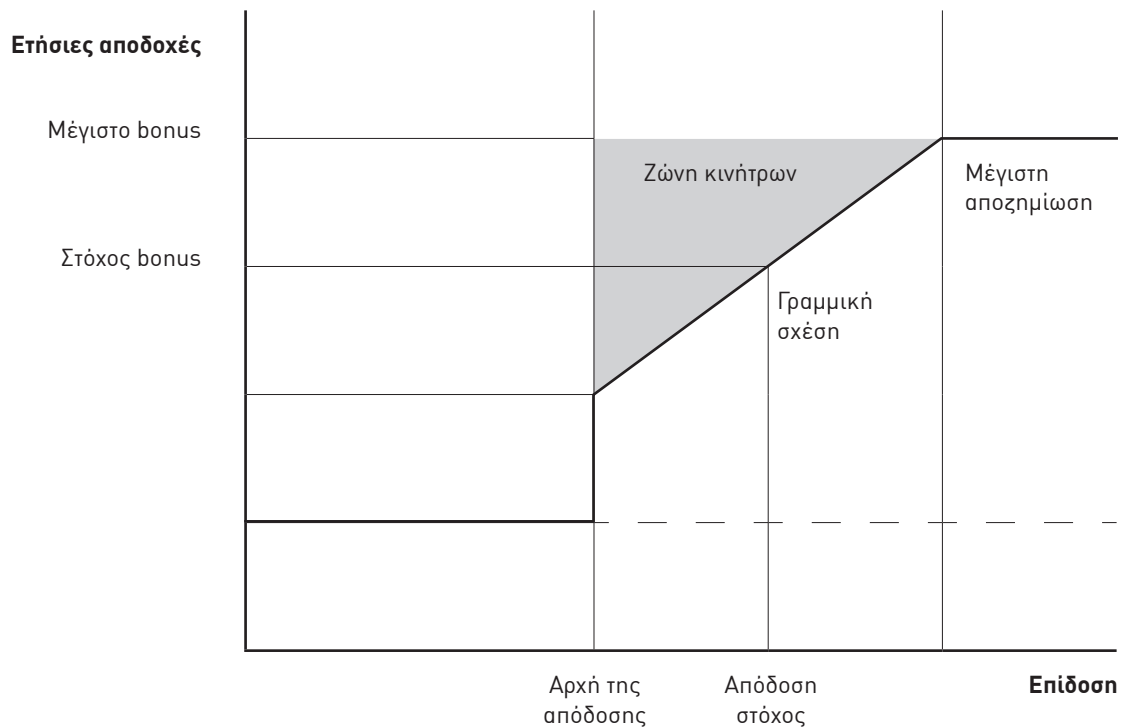 Ετήσιες αποδοχές
Μέγιστο bonus
Ζώνη κινήτρων
Μέγιστη
αποζημίωση
Στόχος bonus
Γραμμική
σχέση
Αρχή της
απόδοσης
Απόδοση
στόχος
Επίδοση